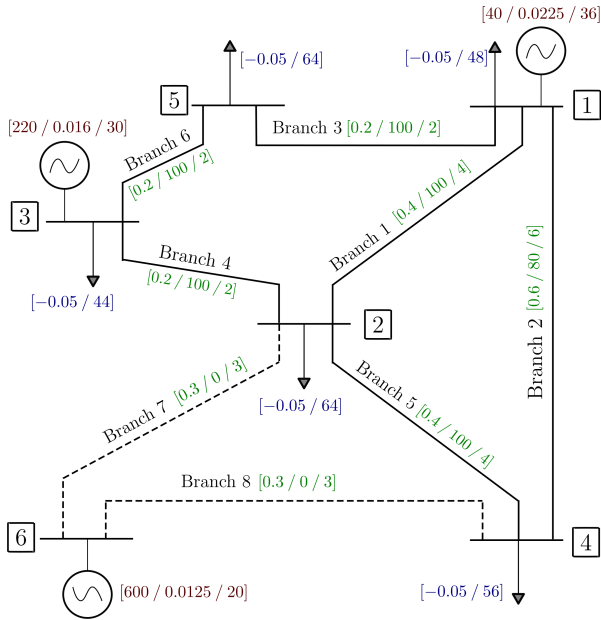 [40 / 0.0225 / 36]
[−0.05 / 64]
[−0.05 / 48]
5
1
Branch 3 [0.2 / 100 / 2]
[220 / 0.016 / 30]
Branch 6
[0.2 / 100 / 2]
3
Branch 1 [0.4 / 100 / 4]
Branch 4
[0.2 / 100 / 2]
[−0.05 / 44]
Branch 2 [0.6 / 80 / 6]
2
Branch 7 [0.3 / 0 / 3]
[−0.05 / 64]
Branch 5 [0.4 / 100 / 4]
Branch 8 [0.3 / 0 / 3]
6
4
[600 / 0.0125 / 20]
[−0.05 / 56]